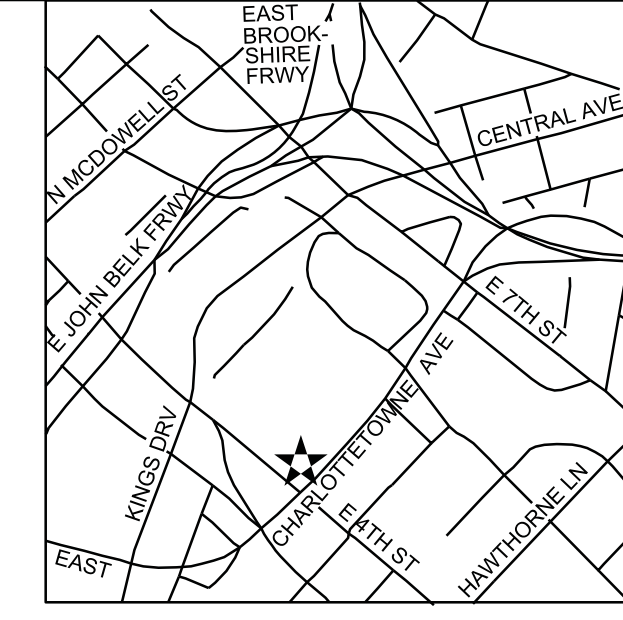 EAST
BROOK-
SHIRE
FRWY
N MCDOWELL ST
CENTRAL AVE
E JOHN BELK FRWY
E 7TH ST
CHARLOTTETOWNE AVE
KINGS DRV
E 4TH ST
HAWTHORNE LN
EAST